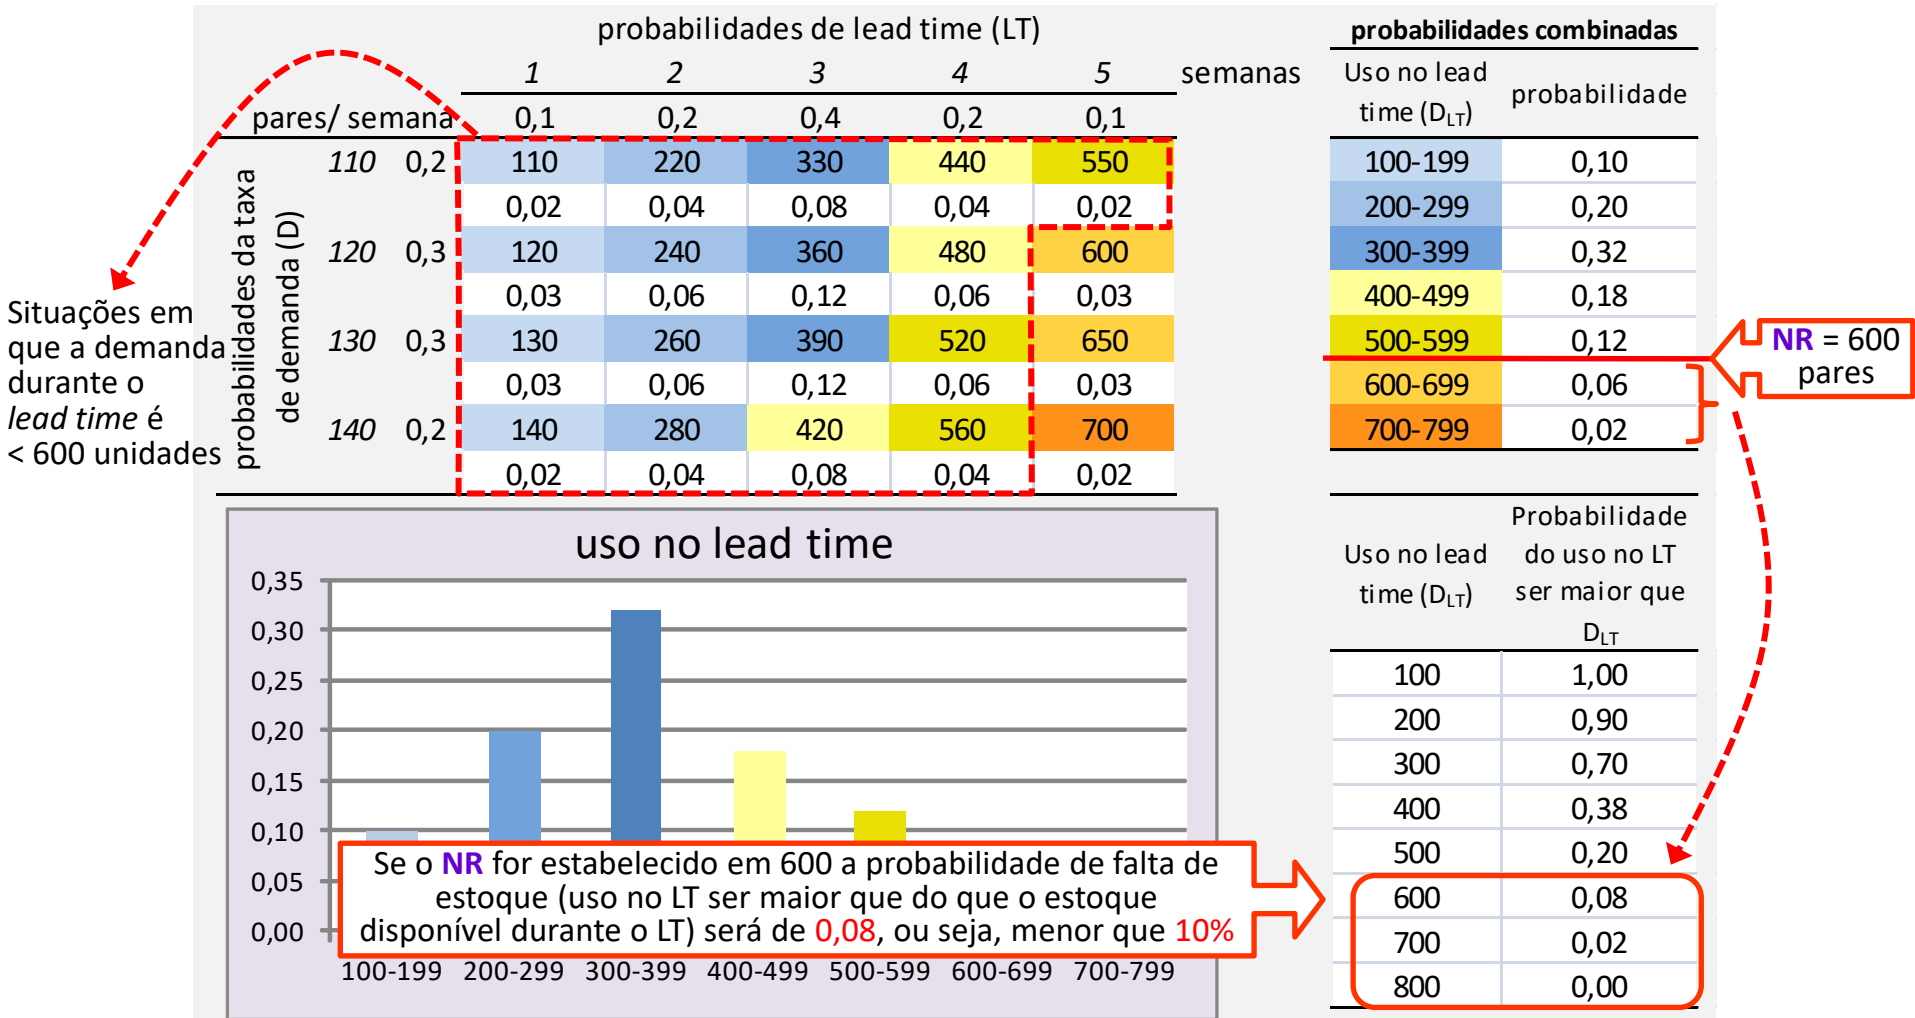 probabilidades de lead time (LT)
1 2 3 4 5 semanas
pares/ semana 0,1 0,2 0,4 0,2 0,1
probabilidades da taxa
de demanda (D)
110 0,2 110 220 330 440 550
0,02 0,04 0,08 0,04 0,02
120 0,3 120 240 360 480 600
0,03 0,06 0,12 0,06 0,03
130 0,3 130 260 390 520 650
0,03 0,06 0,12 0,06 0,03
140 0,2 140 280 420 560 700
0,02 0,04 0,08 0,04 0,02
Situações em
que a demanda
durante o
lead time é
< 600 unidades
probabilidades combinadas
Uso no lead
time (DLT)
probabilidade
100-199 0,10
200-299 0,20
300-399 0,32
400-499 0,18
500-599 0,12
600-699 0,06
700-799 0,02
NR = 600
pares
uso no lead time
0,35
0,30
0,25
0,20
0,15
0,10
0,05
0,00
100-199 200-299 300-399 400-499 500-599 600-699 700-799
Se o NR for estabelecido em 600 a probabilidade de falta de
estoque (uso no LT ser maior que do que o estoque
disponível durante o LT) será de 0,08, ou seja, menor que 10%
Uso no lead
time (DLT)
Probabilidade
do uso no LT
ser maior que
DLT
100 1,00
200 0,90
300 0,70
400 0,38
500 0,20
600 0,08
700 0,02
800 0,00